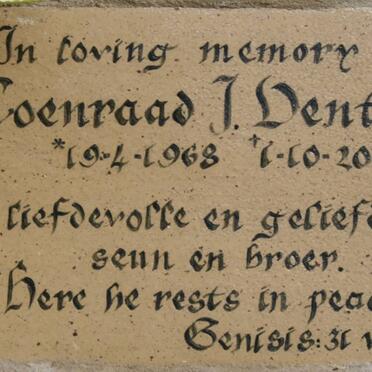 In loving memory
Coenraad J. Vent
*19-4-1968 †1-10-20
liefdevolle en gelief
seun en broer.
Here he rests in pea
Genisis: 31 v